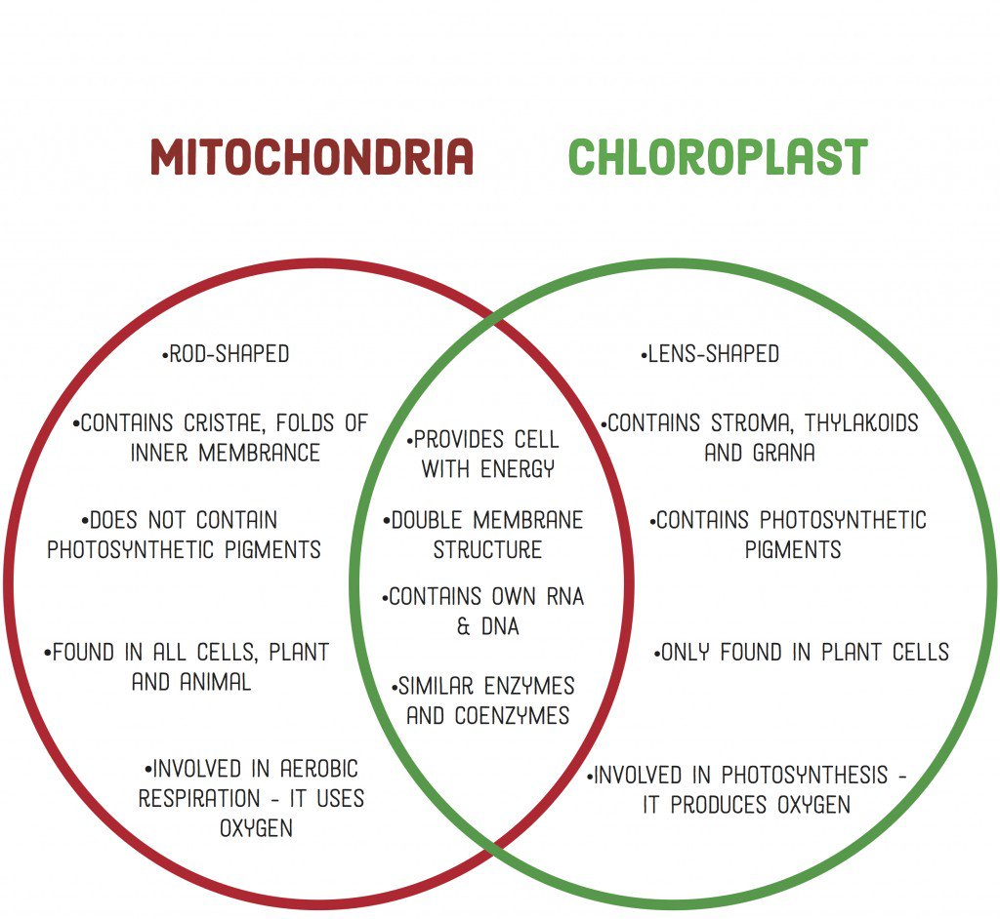 MITOCHONDRIA
CHLOROPLAST
•ROD-SHAPED
•CONTAINS CRISTAE, FOLDS OF
INNER MEMBRANCE
•DOES NOT CONTAIN
PHOTOSYNTHETIC PIGMENTS
•FOUND IN ALL CELLS, PLANT
AND ANIMAL
•INVOLVED IN AEROBIC
RESPIRATION - IT USES
OXYGEN
•PROVIDES CELL
WITH ENERGY
•DOUBLE MEMBRANE
STRUCTURE
•CONTAINS OWN RNA
& DNA
•SIMILAR ENZYMES
AND COENZYMES
•LENS-SHAPED
•CONTAINS STROMA, THYLAKOIDS
AND GRANA
•CONTAINS PHOTOSYNTHETIC
PIGMENTS
•ONLY FOUND IN PLANT CELLS
•INVOLVED IN PHOTOSYNTHESIS -
IT PRODUCES OXYGEN